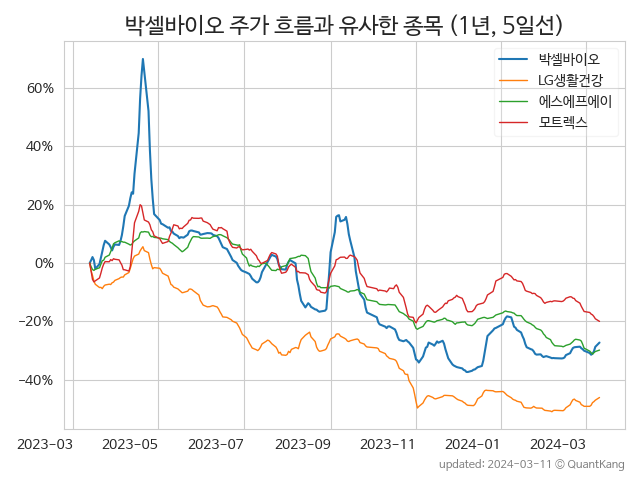 박셀바이오 주가 흐름과 유사한 종목 (1년, 5일선)
박셀바이오
LG생활건강
에스에프에이
모트렉스
60%
40%
20%
0%
−20%
−40%
2023-03 2023-05 2023-07 2023-09 2023-11 2024-01 2024-03
updated: 2024-03-11 © QuantKang